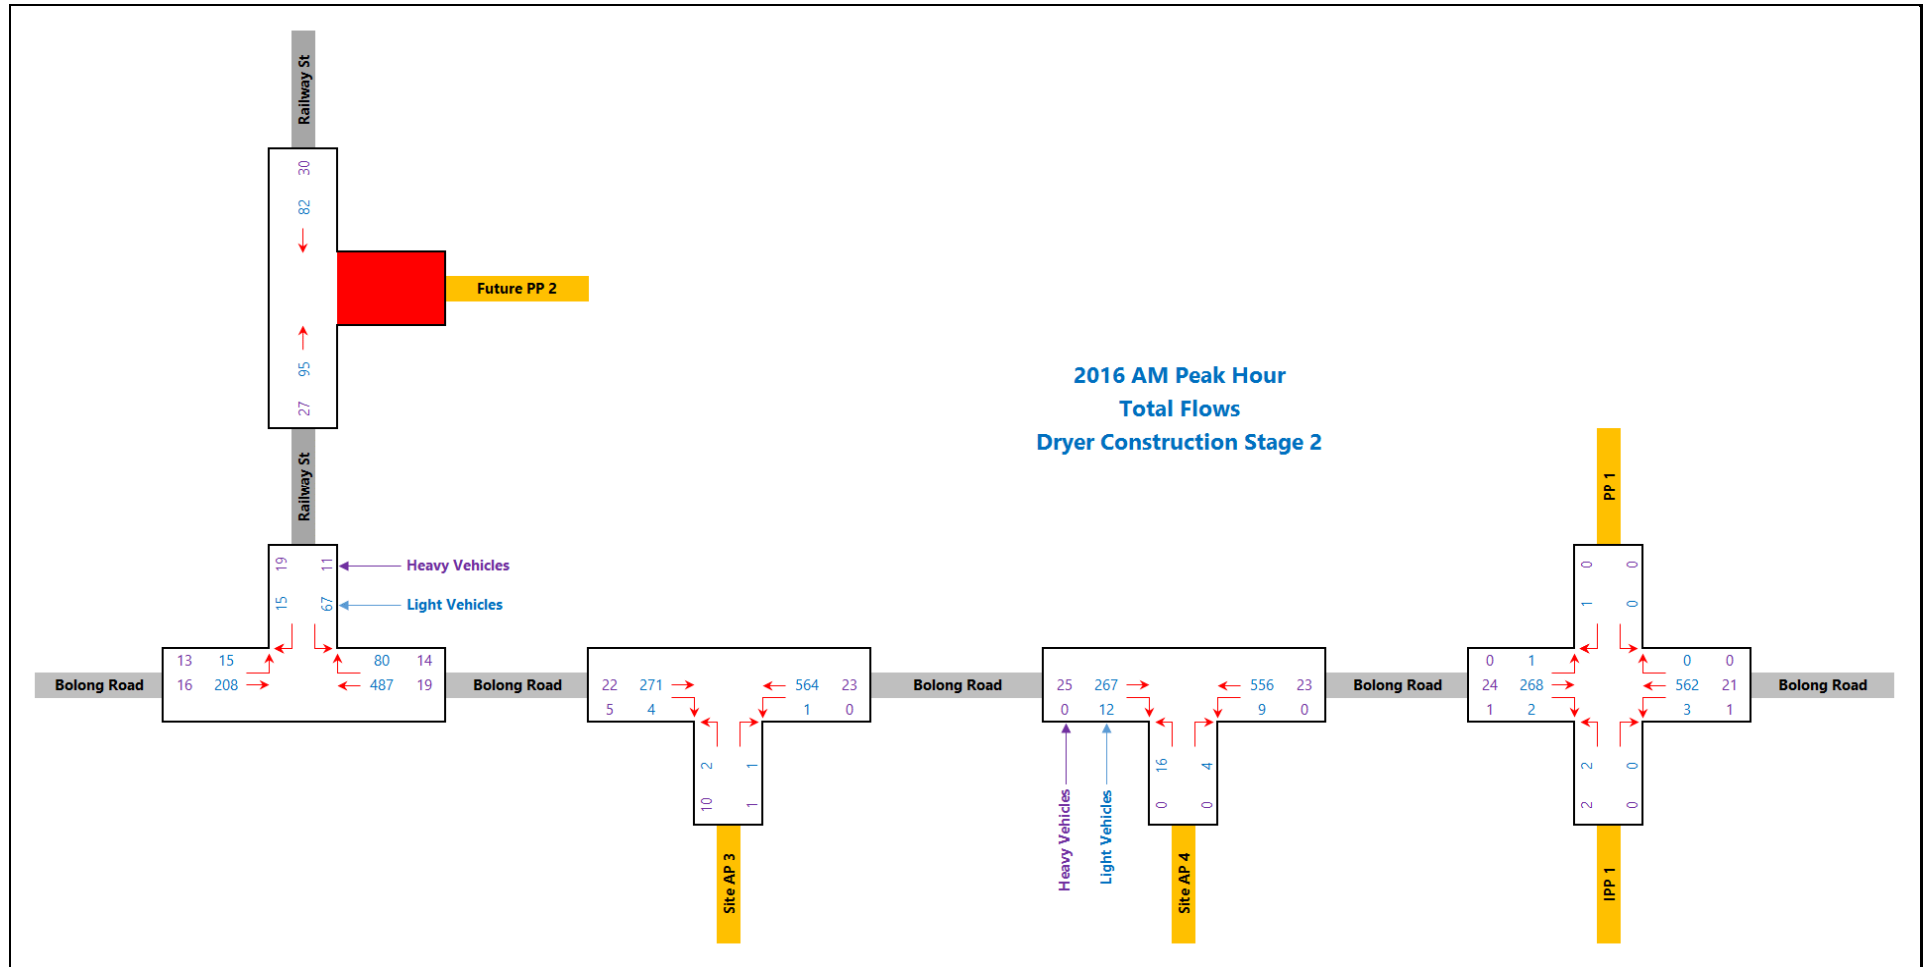 Railway St
30
82
Future PP 2
95
27
2016 AM Peak Hour
Total Flows
Dryer Construction Stage 2
Railway St
PP 1
19 11 Heavy Vehicles
15 67 Light Vehicles
0 0
1 0
Bolong Road
13 15 80 14
16 208 487 19
Bolong Road
22 271 564 23
5 4 1 0
2 1
10 1
Site AP 3
Bolong Road
25 267 556 23
0 12 9 0
16 4
0 0
Heavy Vehicles
Light Vehicles
Site AP 4
Bolong Road
0 1 0 0
24 268 562 21
1 2 3 1
2 0
2 0
IPP 1
Bolong Road